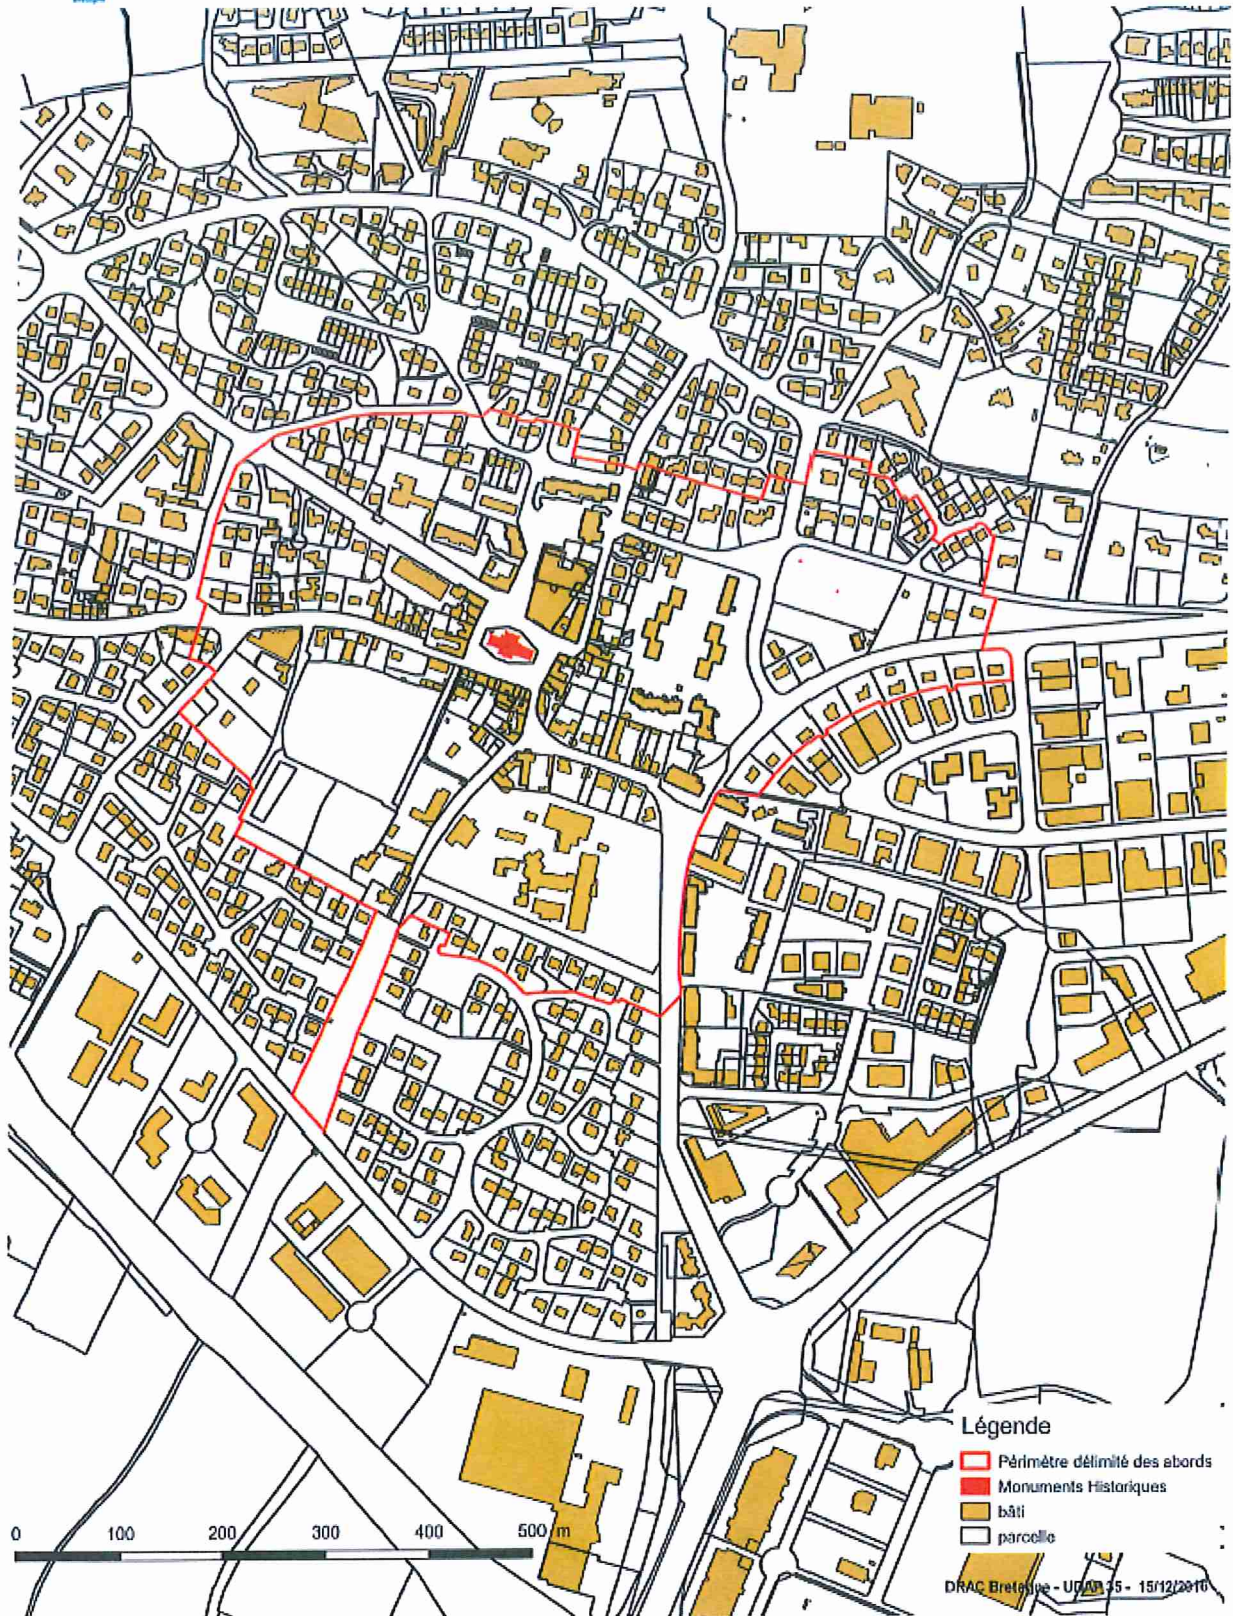 0 100 200 300 400 500 m
Légende
Périmètre délimité des abords
Monuments Historiques
bâti
parcelle
DRAC Bretagne - UDAP 35 - 15/12/2016